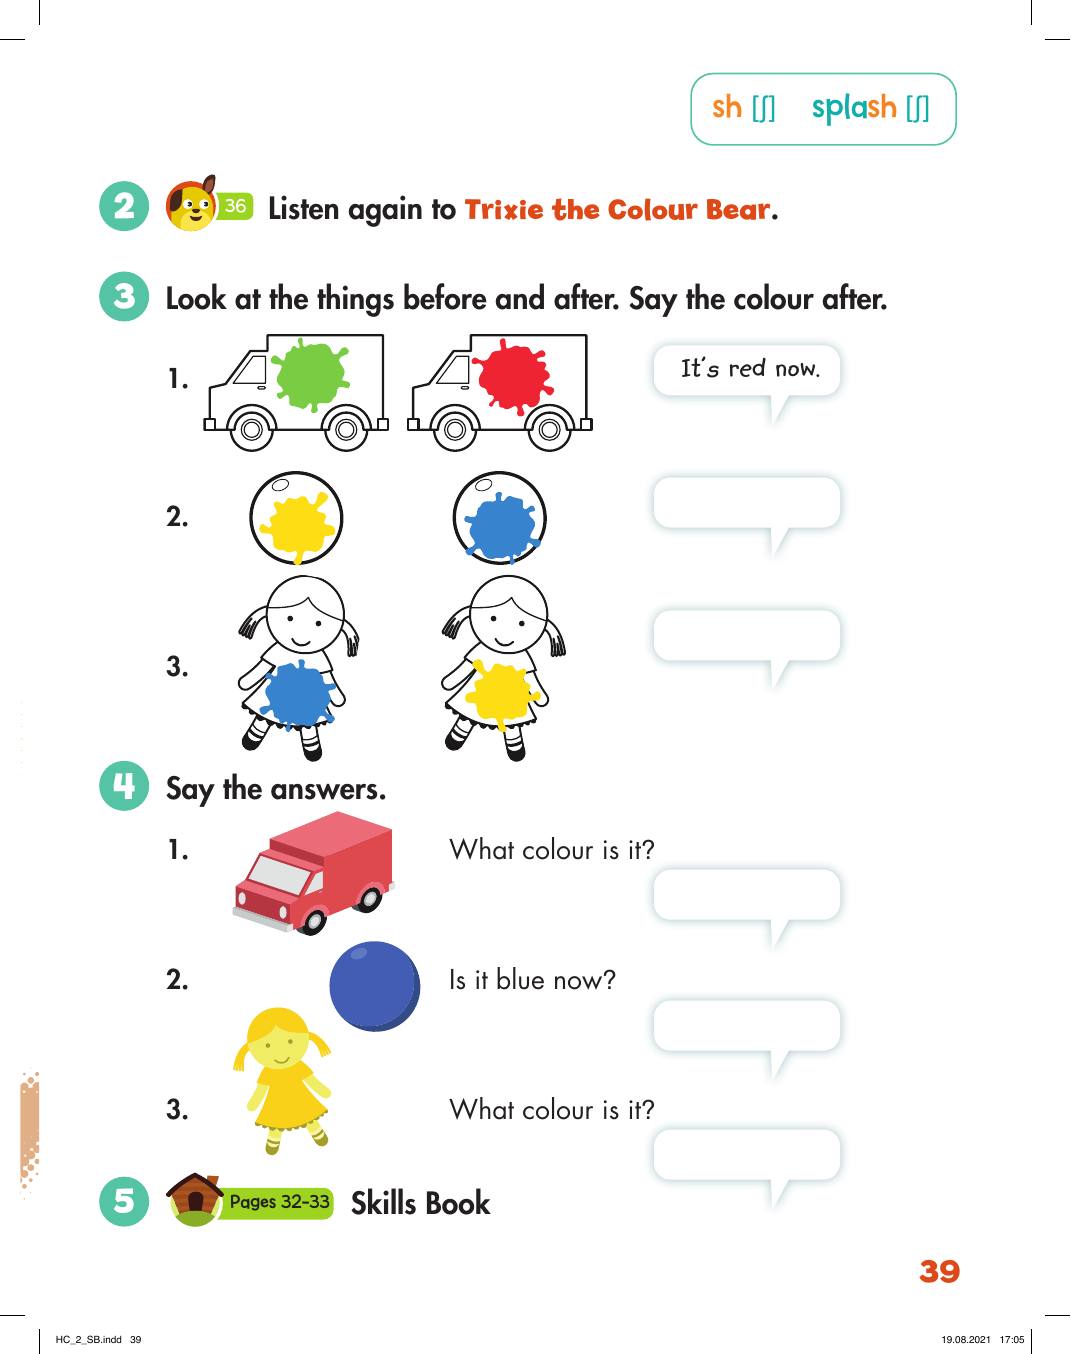 sh [ʃ] splash [ʃ]
2 36 Listen again to Trixie the Colour Bear.
3 Look at the things before and after. Say the colour after.
1. It's red now.
2.
3.
4 Say the answers.
1. What colour is it?
2. Is it blue now?
3. What colour is it?
5 Pages 32–33 Skills Book
39
HC_2_SB.indd 39 19.08.2021 17:05